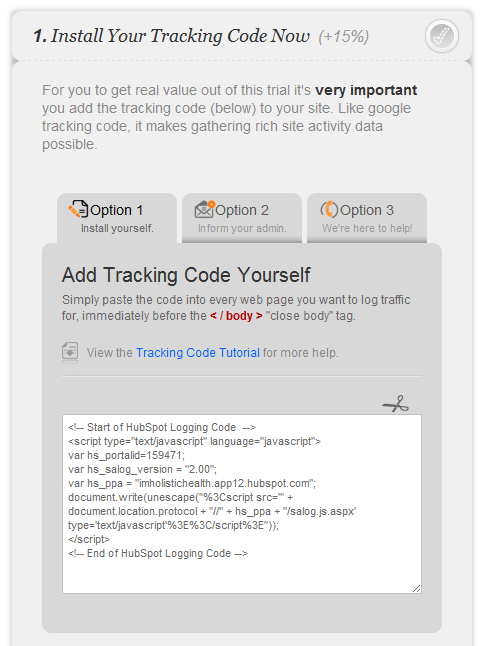 1. Install Your Tracking Code Now (+15%)
For you to get real value out of this trial it's very important
you add the tracking code (below) to your site. Like google
tracking code, it makes gathering rich site activity data
possible.
Option 1
Install yourself.
Option 2
Inform your admin.
Option 3
We're here to help!
Add Tracking Code Yourself
Simply paste the code into every web page you want to log traffic
for, immediately before the < / body > "close body" tag.
View the Tracking Code Tutorial for more help.
<!-- Start of HubSpot Logging Code  -->
<script type="text/javascript" language="javascript">
var hs_portalid=159471;
var hs_salog_version = "2.00";
var hs_ppa = "imholistichealth.app12.hubspot.com";
document.write(unescape("%3Cscript src='" +
document.location.protocol + "//" + hs_ppa + "/salog.js.aspx'
type='text/javascript'%3E%3C/script%3E"));
</script>
<!-- End of HubSpot Logging Code -->